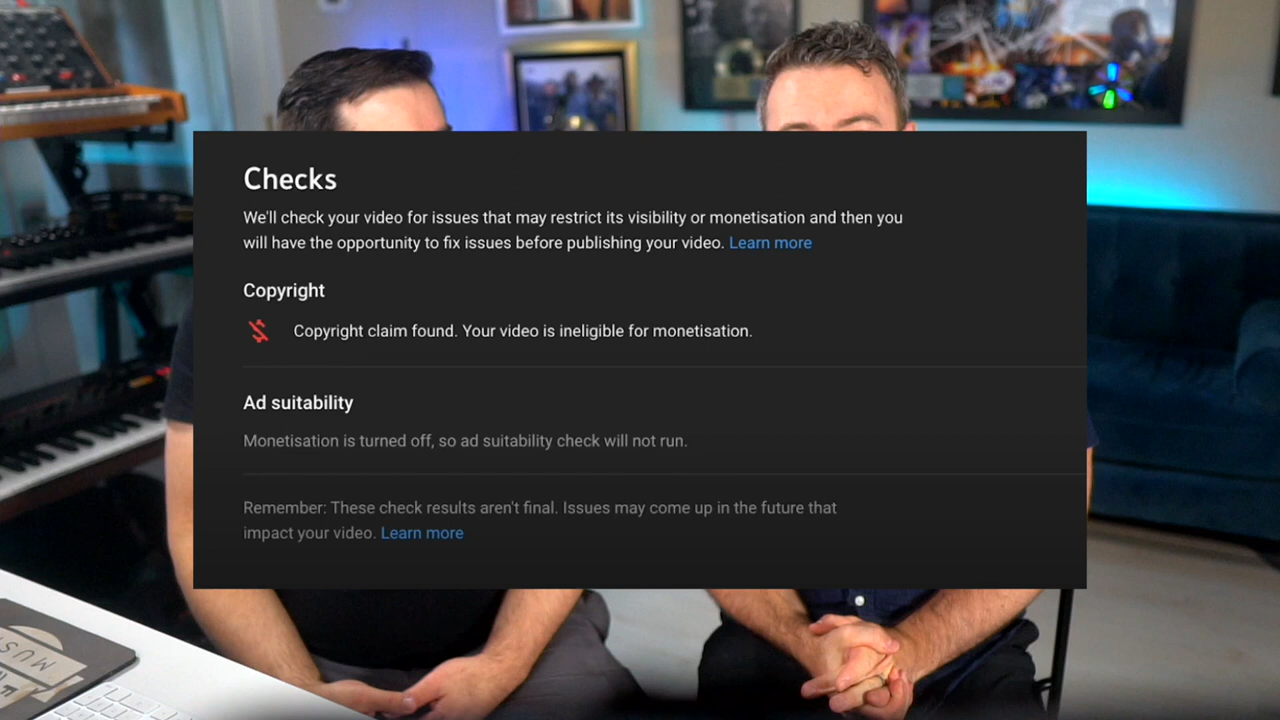 Checks
We'll check your video for issues that may restrict its visibility or monetisation and then you
will have the opportunity to fix issues before publishing your video. Learn more
Copyright
Copyright claim found. Your video is ineligible for monetisation.
Ad suitability
Monetisation is turned off, so ad suitability check will not run.
Remember: These check results aren't final. Issues may come up in the future that
impact your video. Learn more